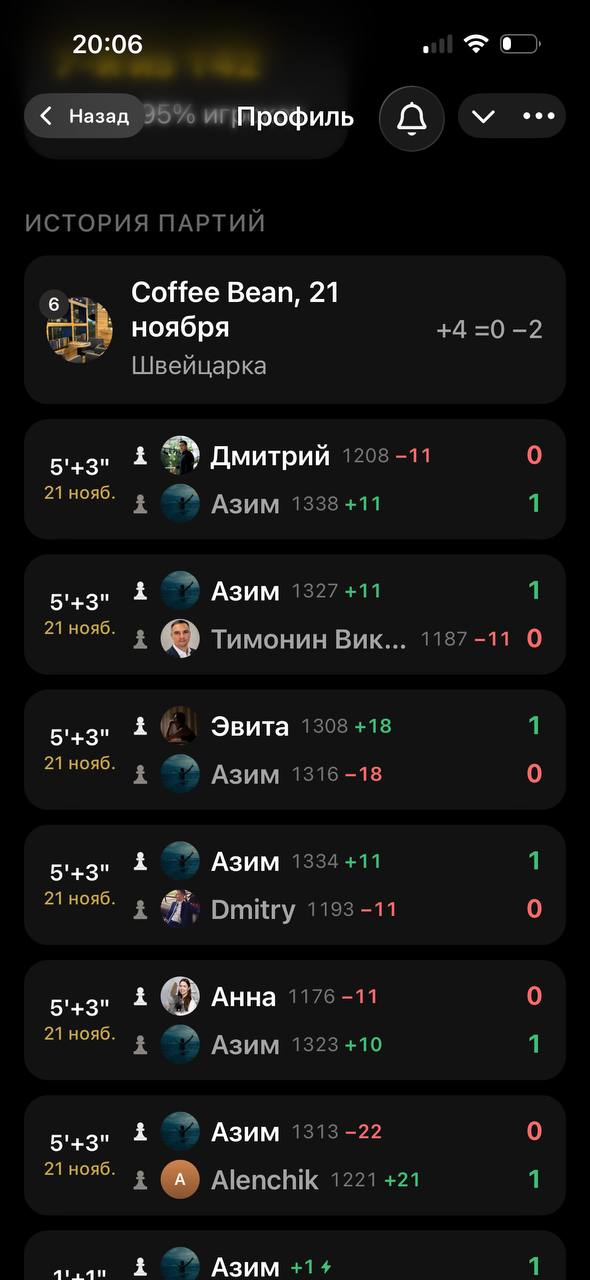 20:06
Назад
95%
Профиль
ИСТОРИЯ ПАРТИЙ
6
Coffee Bean, 21
ноября
Швейцарка
+4 =0 −2
5'+3"
21 нояб.
Дмитрий 1208 −11 0
Азим 1338 +11 1
5'+3"
21 нояб.
Азим 1327 +11 1
Тимонин Вик... 1187 −11 0
5'+3"
21 нояб.
Эвита 1308 +18 1
Азим 1316 −18 0
5'+3"
21 нояб.
Азим 1334 +11 1
Dmitry 1193 −11 0
5'+3"
21 нояб.
Анна 1176 −11 0
Азим 1323 +10 1
5'+3"
21 нояб.
Азим 1313 −22 0
A
Alenchik 1221 +21 1
1'+1"
Азим +1 1